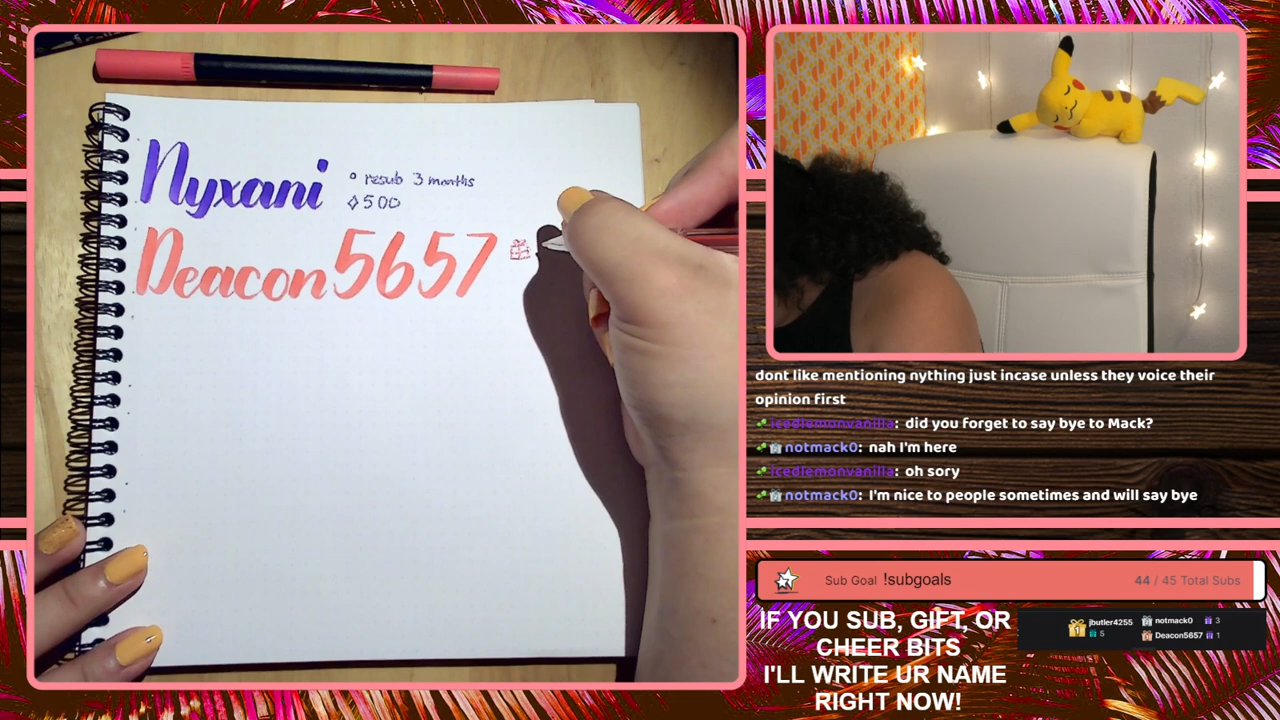 Nyxani
resub 3 months
500
Deacon5657
dont like mentioning nything just incase unless they voice their
opinion first
icedlemonvanilla: did you forget to say bye to Mack?
notmack0: nah I'm here
icedlemonvanilla: oh sory
notmack0: I'm nice to people sometimes and will say bye
Sub Goal !subgoals 44 / 45 Total Subs
IF YOU SUB, GIFT, OR
CHEER BITS
I'LL WRITE UR NAME
RIGHT NOW!
1 jbutler4255
5
notmack0 3
Deacon5657 1